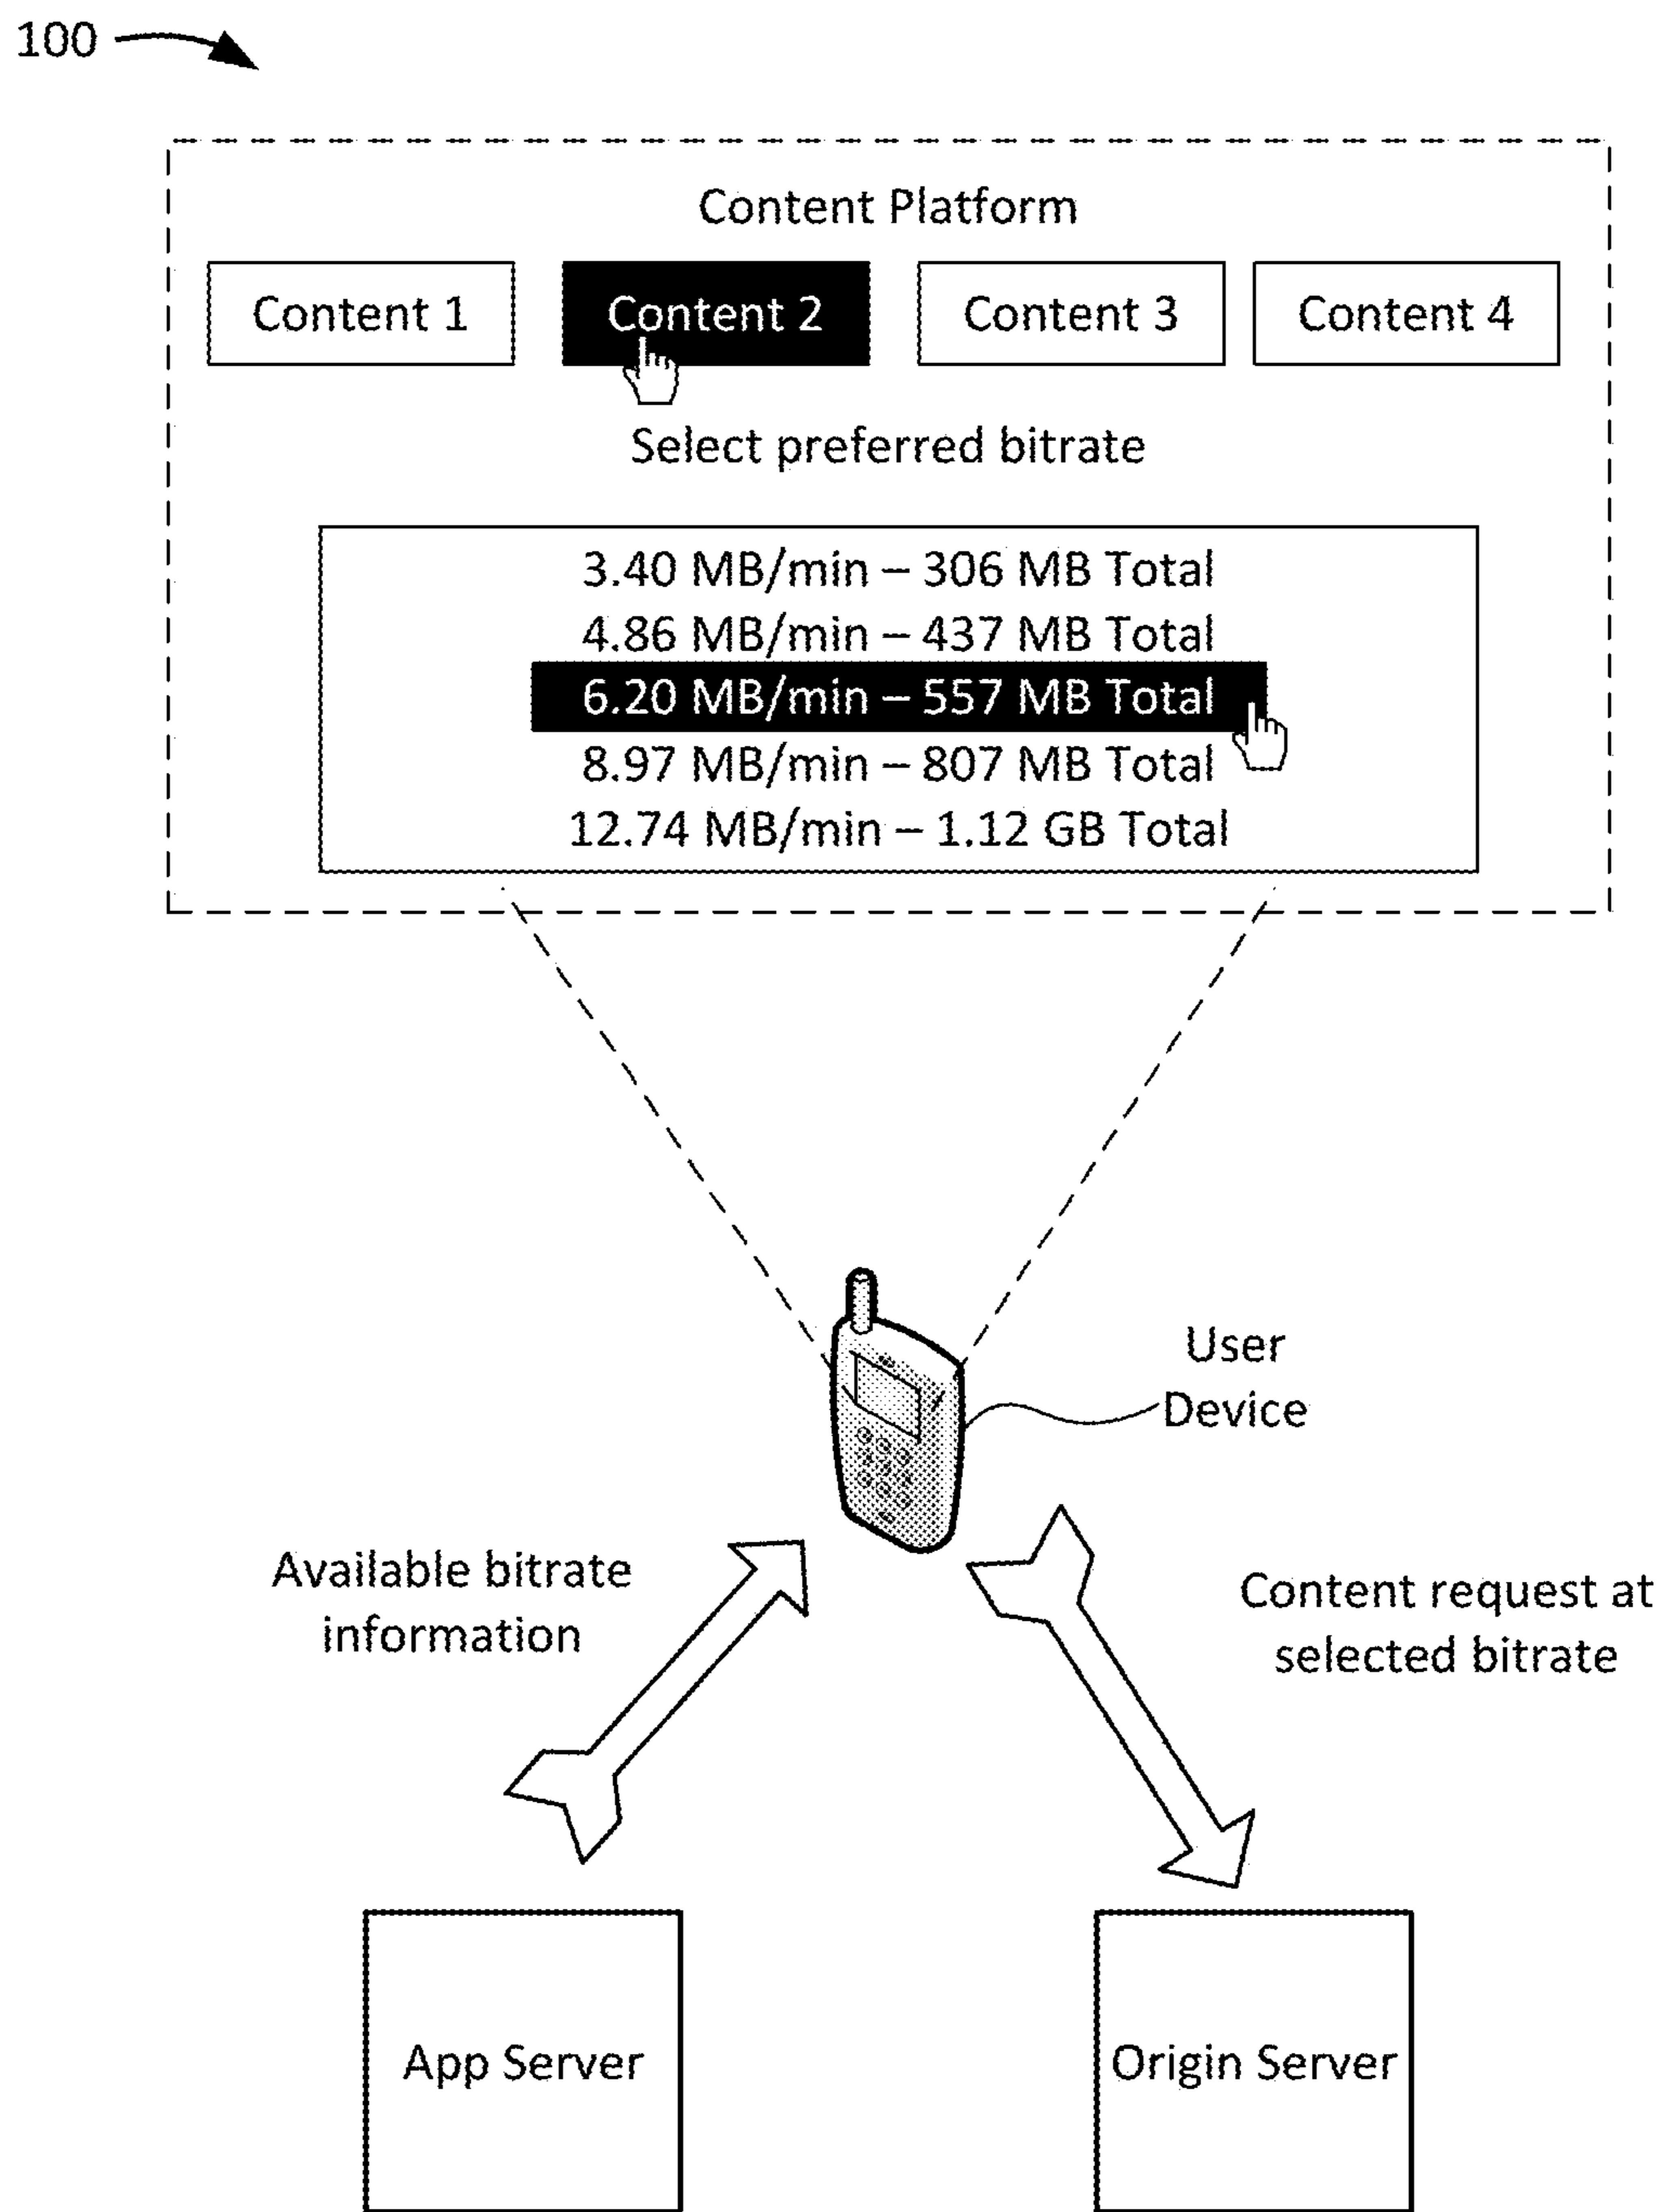 100
Content Platform
Content 1
Content 2
Content 3
Content 4
Select preferred bitrate
3.40 MB/min – 306 MB Total
4.86 MB/min – 437 MB Total
6.20 MB/min – 557 MB Total
8.97 MB/min – 807 MB Total
12.74 MB/min – 1.12 GB Total
User
Device
Available bitrate
information
Content request at
selected bitrate
App Server
Origin Server